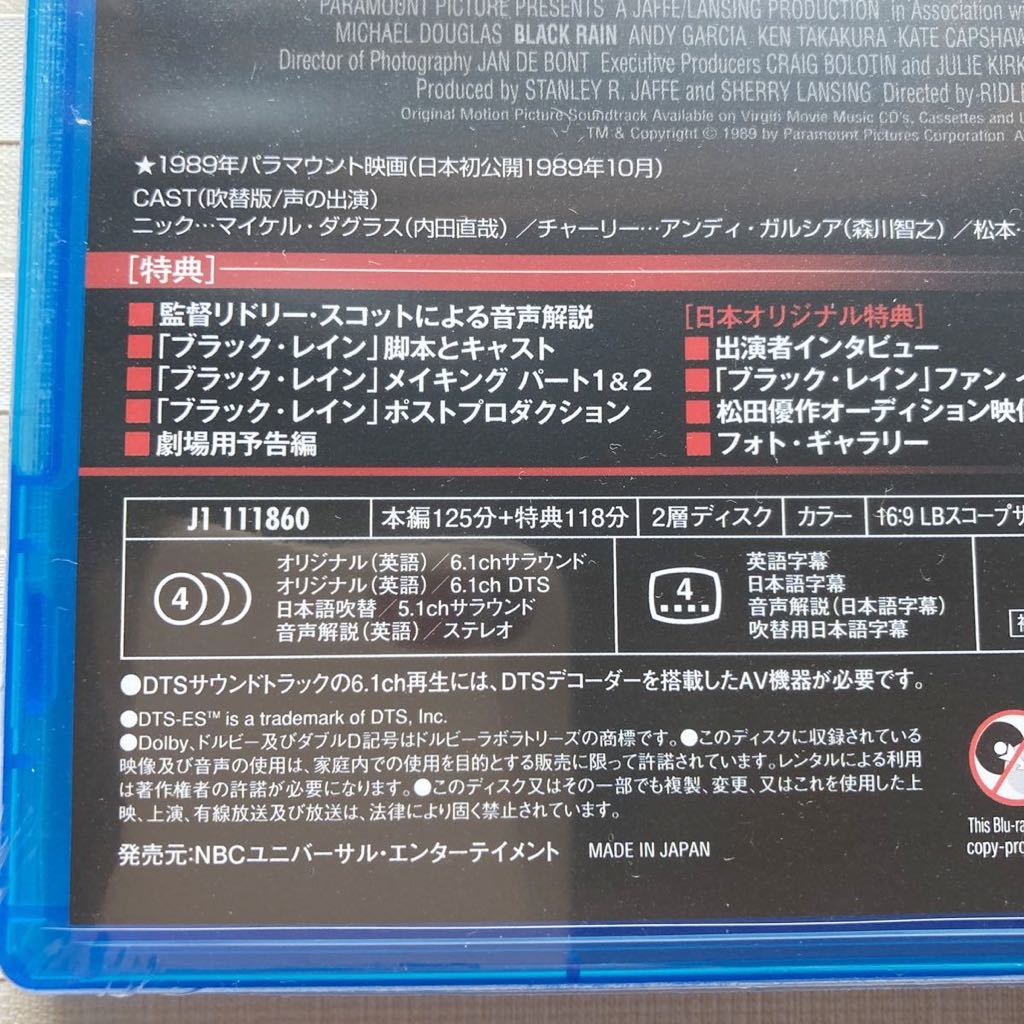 PARAMOUNT PICTURE PRESENTS A JAFFE/LANSING PRODUCTION in Association
MICHAEL DOUGLAS BLACK RAIN ANDY GARCIA KEN TAKAKURA KATE CAPSHAW
Director of Photography JAN DE BONT Executive Producers CRAIG BOLOTIN and JULIE
Produced by STANLEY R. JAFFE and SHERRY LANSING Directed by
Original Motion Picture Soundtrack Available on Virgin Movie Music CD's, Cassettes and
TM & Copyright © 1989 by Paramount Pictures Corporation
★1989年パラマウント映画(日本初公開1989年10月)
CAST(吹替版/声の出演)
ニック…マイケル・ダグラス(内田直哉)／チャーリー…アンディ・ガルシア(森川智之)／松本…
[特典]
■監督リドリー・スコットによる音声解説
■「ブラック・レイン」脚本とキャスト
■「ブラック・レイン」メイキング パート1&2
■「ブラック・レイン」ポストプロダクション
■劇場用予告編
[日本オリジナル特典]
■出演者インタビュー
■「ブラック・レイン」ファン
■松田優作オーディション映像
■フォト・ギャラリー
J1 111860 本編125分+特典118分 2層ディスク カラー 16:9 LBスコープサ
4
オリジナル(英語)／6.1chサラウンド
オリジナル(英語)／6.1ch DTS
日本語吹替／5.1chサラウンド
音声解説(英語)／ステレオ
4
英語字幕
日本語字幕
音声解説(日本語字幕)
吹替用日本語字幕
●DTSサウンドトラックの6.1ch再生には、DTSデコーダーを搭載したAV機器が必要です。
●DTS-ES™ is a trademark of DTS, Inc.
●Dolby、ドルビー及びダブルD記号はドルビーラボラトリーズの商標です。●このディスクに収録されている
映像及び音声の使用は、家庭内での使用を目的とする販売に限って許諾されています。レンタルによる利用
は著作権者の許諾が必要になります。●このディスク又はその一部でも複製、変更、又はこれを使用した上
映、上演、有線放送及び放送は、法律により固く禁止されています。
This Blu-ra
copy-pro
発売元:NBCユニバーサル・エンターテイメント MADE IN JAPAN